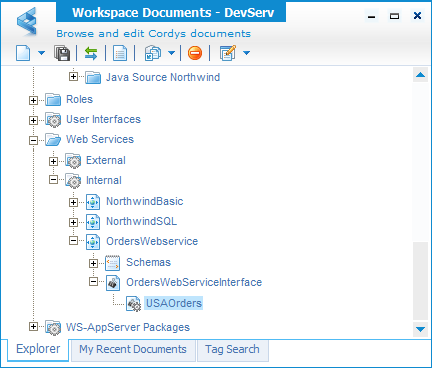 Workspace Documents - DevServ
Browse and edit Cordys documents
Java Source Northwind
Roles
User Interfaces
Web Services
External
Internal
NorthwindBasic
NorthwindSQL
OrdersWebservice
Schemas
OrdersWebServiceInterface
USAOrders
WS-AppServer Packages
Explorer My Recent Documents Tag Search